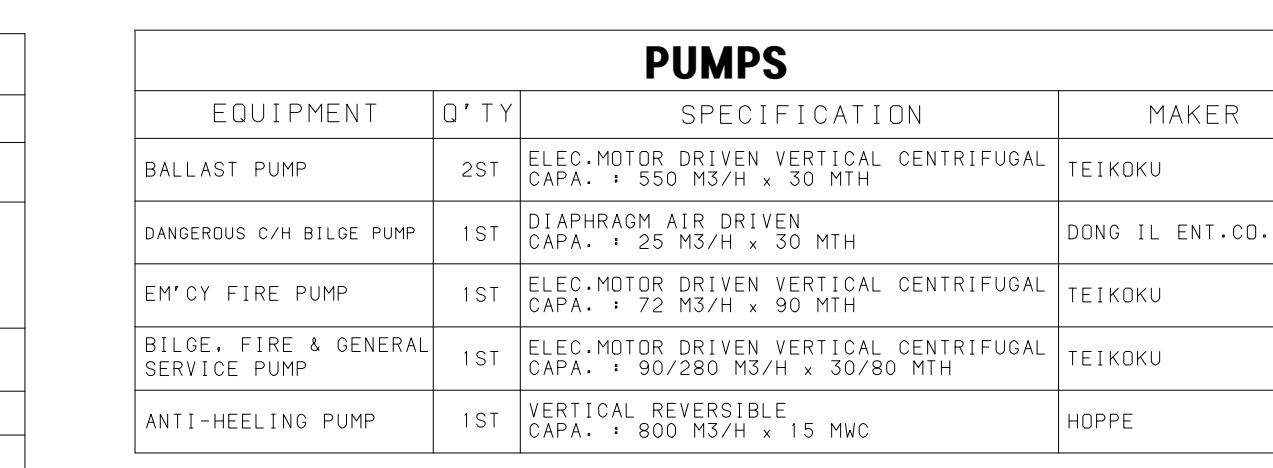 PUMPS
EQUIPMENT Q'TY SPECIFICATION MAKER
BALLAST PUMP 2ST ELEC.MOTOR DRIVEN VERTICAL CENTRIFUGAL TEIKOKU
CAPA. : 550 M3/H x 30 MTH
DANGEROUS C/H BILGE PUMP 1ST DIAPHRAGM AIR DRIVEN DONG IL ENT.CO.
CAPA. : 25 M3/H x 30 MTH
EM'CY FIRE PUMP 1ST ELEC.MOTOR DRIVEN VERTICAL CENTRIFUGAL TEIKOKU
CAPA. : 72 M3/H x 90 MTH
BILGE, FIRE & GENERAL 1ST ELEC.MOTOR DRIVEN VERTICAL CENTRIFUGAL TEIKOKU
SERVICE PUMP CAPA. : 90/280 M3/H x 30/80 MTH
ANTI-HEELING PUMP 1ST VERTICAL REVERSIBLE HOPPE
CAPA. : 800 M3/H x 15 MWC